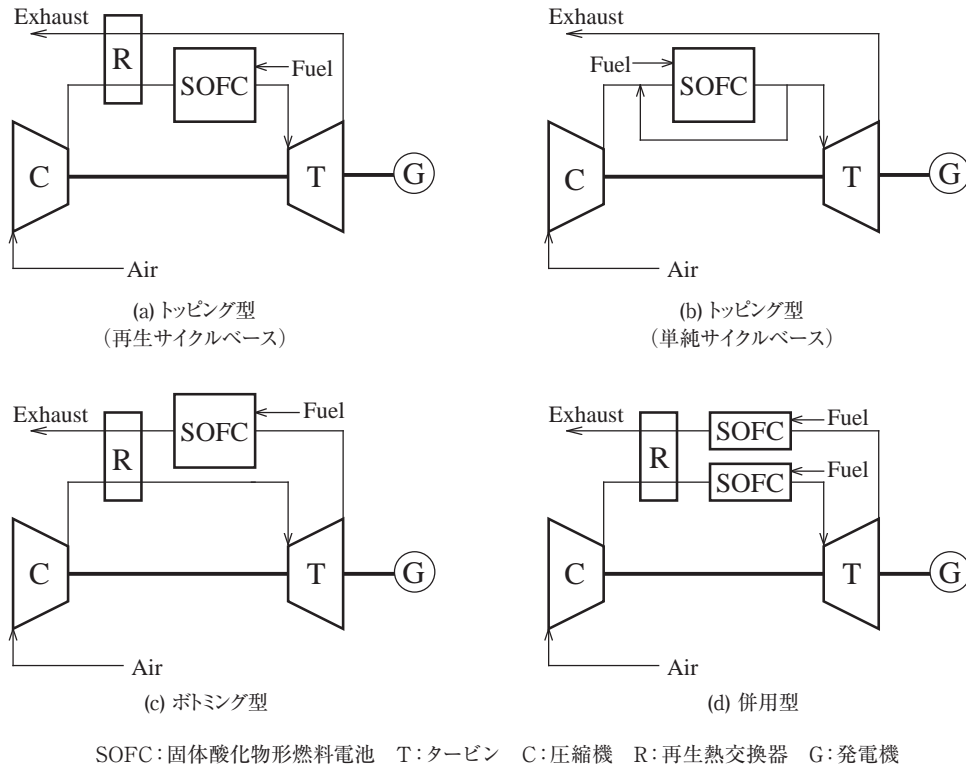 Exhaust
R
SOFC
Fuel
C
T
G
Air
(a) トッピング型
（再生サイクルベース）
Exhaust
Fuel
SOFC
C
T
G
Air
(b) トッピング型
（単純サイクルベース）
Exhaust
R
SOFC
Fuel
C
T
G
Air
(c) ボトミング型
Exhaust
R
SOFC
Fuel
SOFC
Fuel
C
T
G
Air
(d) 併用型
SOFC：固体酸化物形燃料電池　T：タービン　C：圧縮機　R：再生熱交換器　G：発電機